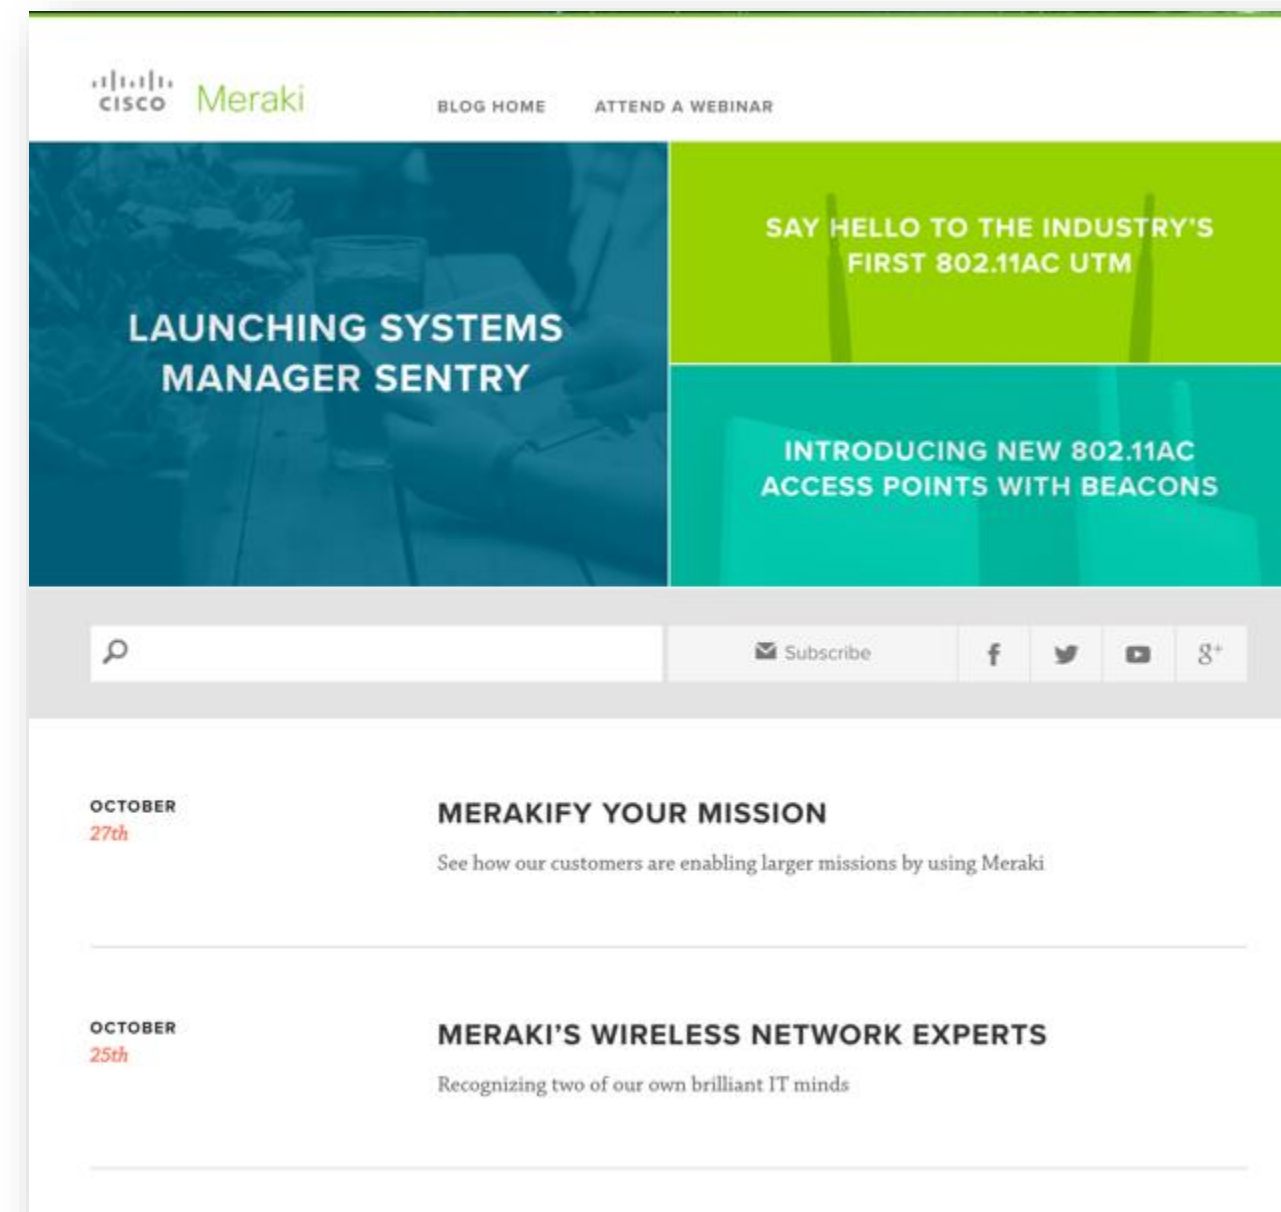 CISCO Meraki
BLOG HOME ATTEND A WEBINAR
LAUNCHING SYSTEMS
MANAGER SENTRY
SAY HELLO TO THE INDUSTRY'S
FIRST 802.11AC UTM
INTRODUCING NEW 802.11AC
ACCESS POINTS WITH BEACONS
Subscribe f g+
OCTOBER
27th
MERAKIFY YOUR MISSION
See how our customers are enabling larger missions by using Meraki
OCTOBER
25th
MERAKI'S WIRELESS NETWORK EXPERTS
Recognizing two of our own brilliant IT minds